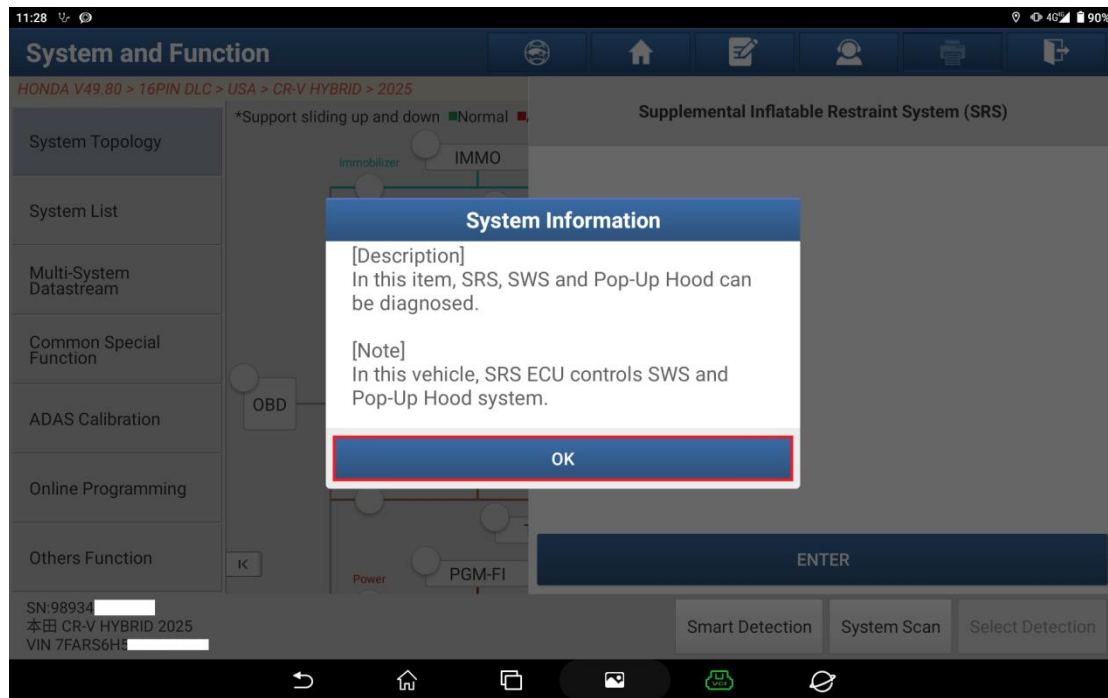 11:28
4G
90%
System and Function
HONDA V49.80 > 16PIN DLC > USA > CR-V HYBRID > 2025
*Support sliding up and down Normal
Supplemental Inflatable Restraint System (SRS)
System Topology
Immobilizer
IMMO
System List
System Information
[Description]
In this item, SRS, SWS and Pop-Up Hood can
be diagnosed.
[Note]
In this vehicle, SRS ECU controls SWS and
Pop-Up Hood system.
OK
Multi-System
Datastream
Common Special
Function
OBD
ADAS Calibration
Online Programming
Others Function
K
Power
PGM-FI
ENTER
SN:98934
本田 CR-V HYBRID 2025
VIN 7FARS6H5
Smart Detection
System Scan
Select Detection
VCI